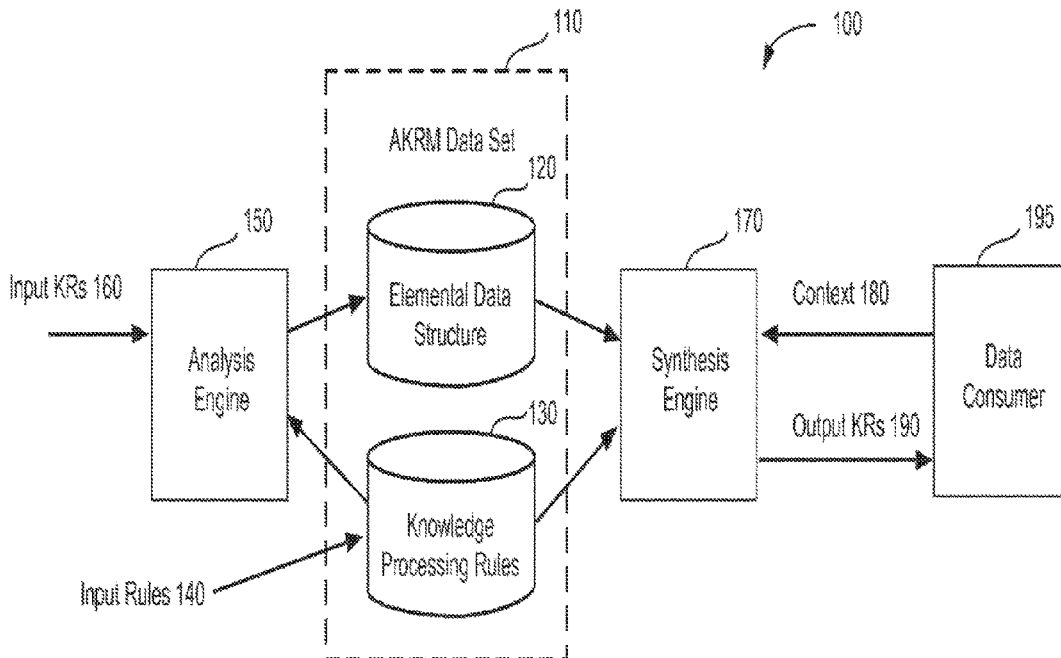 110
100
AKRM Data Set
120
150
170
195
Input KRs 160
Elemental Data
Structure
Context 180
Analysis
Engine
Synthesis
Engine
Data
Consumer
130
Output KRs 190
Knowledge
Processing Rules
Input Rules 140